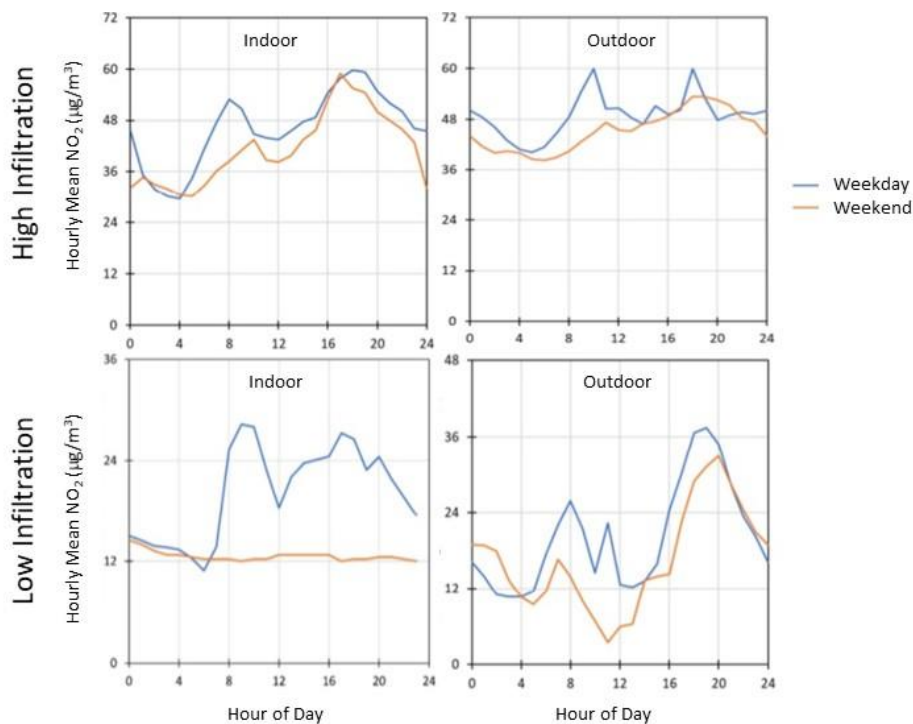 High Infiltration
Hourly Mean NO₂ (µg/m³)
Indoor
72
60
48
36
24
12
0
0 4 8 12 16 20 24
Outdoor
72
60
48
36
24
12
0
0 4 8 12 16 20 24
Weekday
Weekend
Low Infiltration
Hourly Mean NO₂ (µg/m³)
Indoor
36
24
12
0
0 4 8 12 16 20 24
Hour of Day
Outdoor
48
36
24
12
0
0 4 8 12 16 20 24
Hour of Day